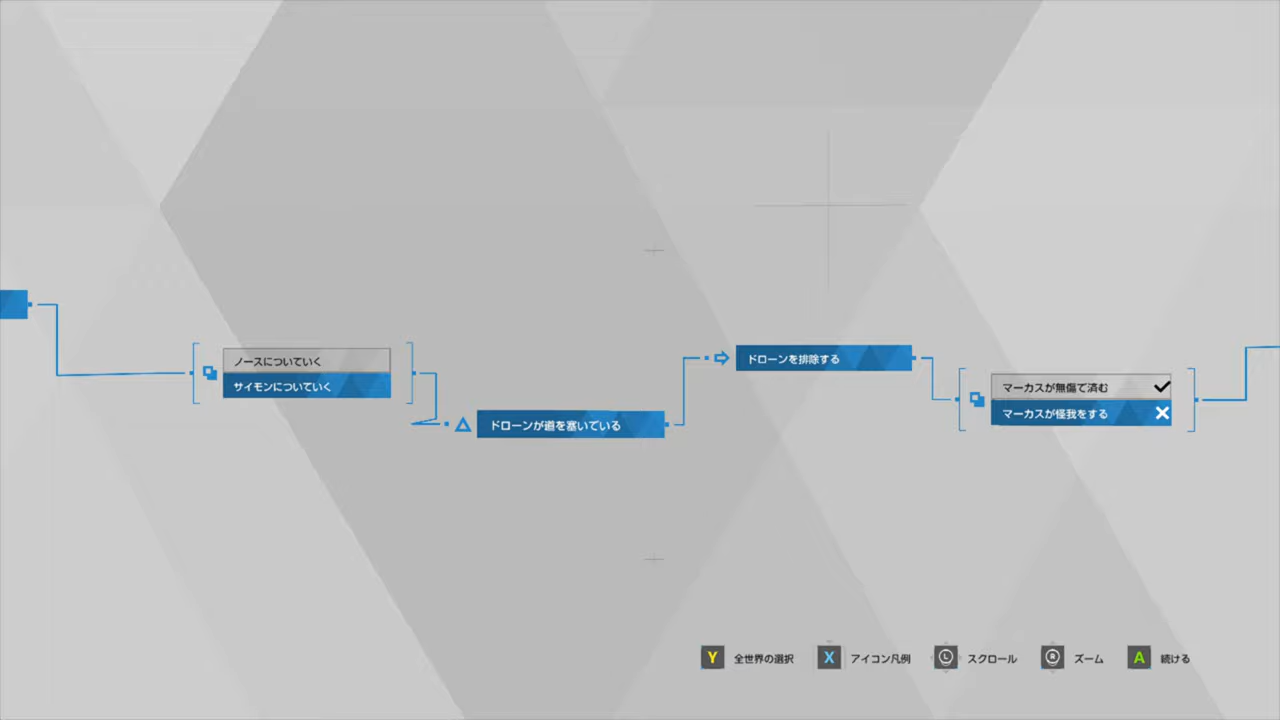 ノースについていく
サイモンについていく
ドローンが道を塞いでいる
ドローンを排除する
マーカスが無傷で済む
マーカスが怪我をする
Y 全世界の選択 X アイコン凡例 L スクロール R ズーム A 続ける